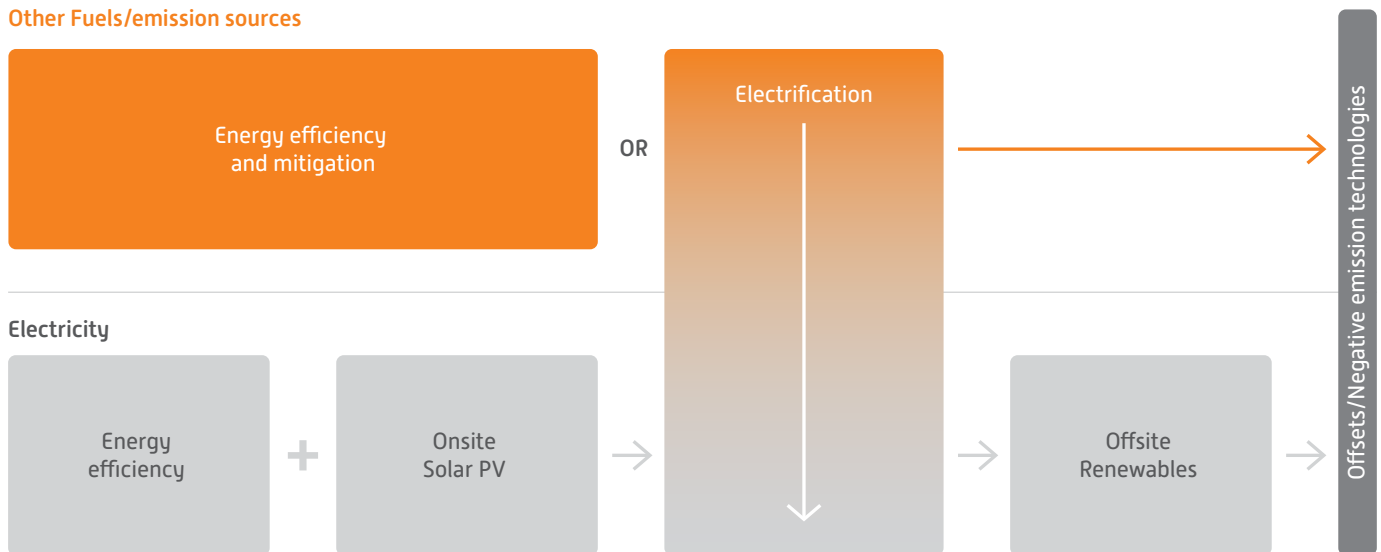 Other Fuels/emission sources
Energy efficiency
and mitigation
OR
Electrification
Offsets/Negative emission technologies
Electricity
Energy
efficiency
+
Onsite
Solar PV
Offsite
Renewables